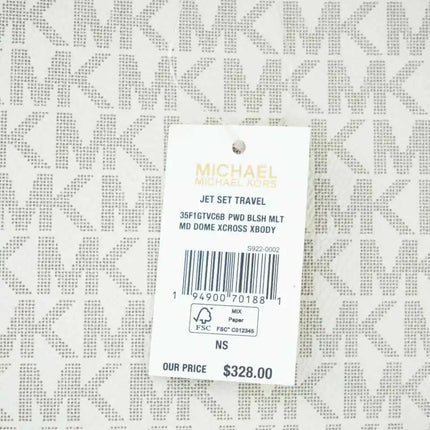 MICHAEL
MICHAEL KORS
JET SET TRAVEL
35F1GTVC6B PWD BLSH MLT
MD DOME XCROSS XBODY
S922-0002
1 94900 70188 1
MIX
Paper
FSC
FSC® C012345
NS
OUR PRICE $328.00